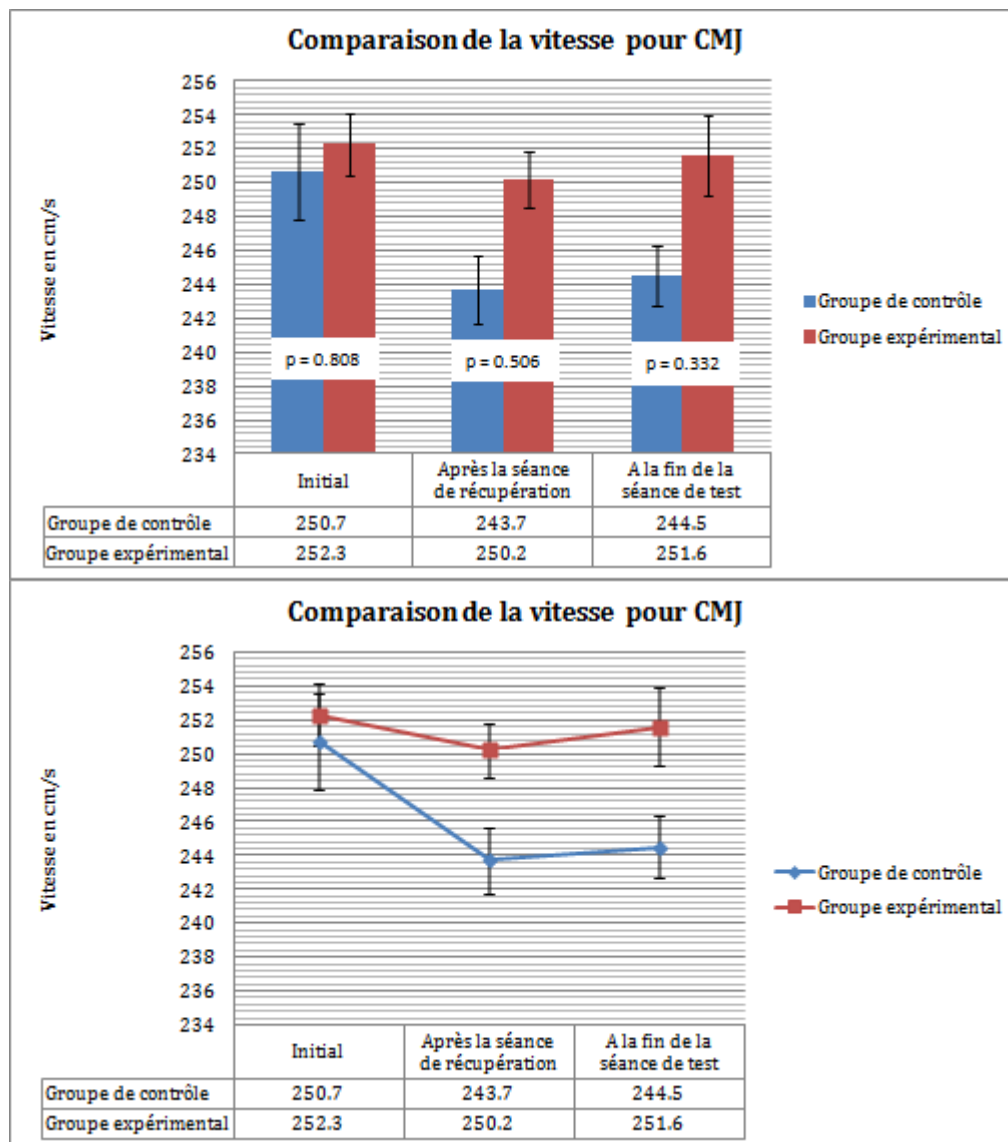 Comparaison de la vitesse pour CMJ
256
254
252
250
248
246
244
242
240
238
236
234
Vitesse en cm/s
p = 0.808
p = 0.506
p = 0.332
Groupe de contrôle
Groupe expérimental
Initial
Après la séance
de récupération
A la fin de la
séance de test
Groupe de contrôle 250.7 243.7 244.5
Groupe expérimental 252.3 250.2 251.6
Comparaison de la vitesse pour CMJ
256
254
252
250
248
246
244
242
240
238
236
234
Vitesse en cm/s
Groupe de contrôle
Groupe expérimental
Initial
Après la séance
de récupération
A la fin de la
séance de test
Groupe de contrôle 250.7 243.7 244.5
Groupe expérimental 252.3 250.2 251.6